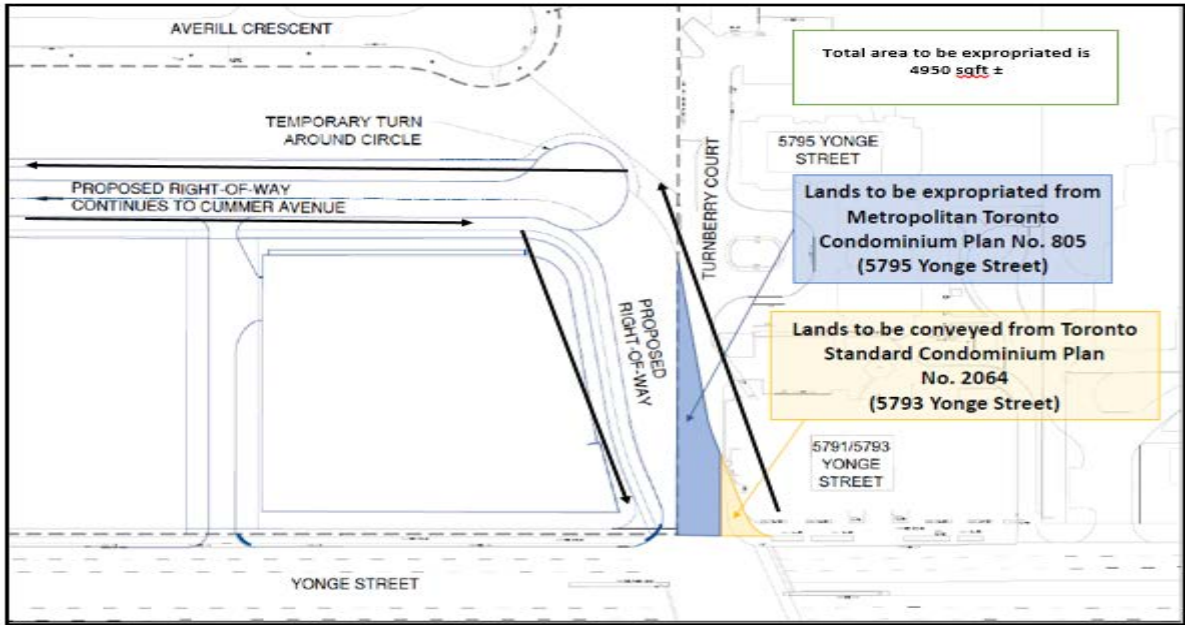 AVERILL CRESCENT
Total area to be expropriated is
4950 sqft ±
TEMPORARY TURN
AROUND CIRCLE
5795 YONGE
STREET
TURNBERRY COURT
PROPOSED RIGHT-OF-WAY
CONTINUES TO CUMMER AVENUE
Lands to be expropriated from
Metropolitan Toronto
Condominium Plan No. 805
(5795 Yonge Street)
PROPOSED
RIGHT-OF-WAY
Lands to be conveyed from Toronto
Standard Condominium Plan
No. 2064
(5793 Yonge Street)
5791/5793
YONGE
STREET
YONGE STREET